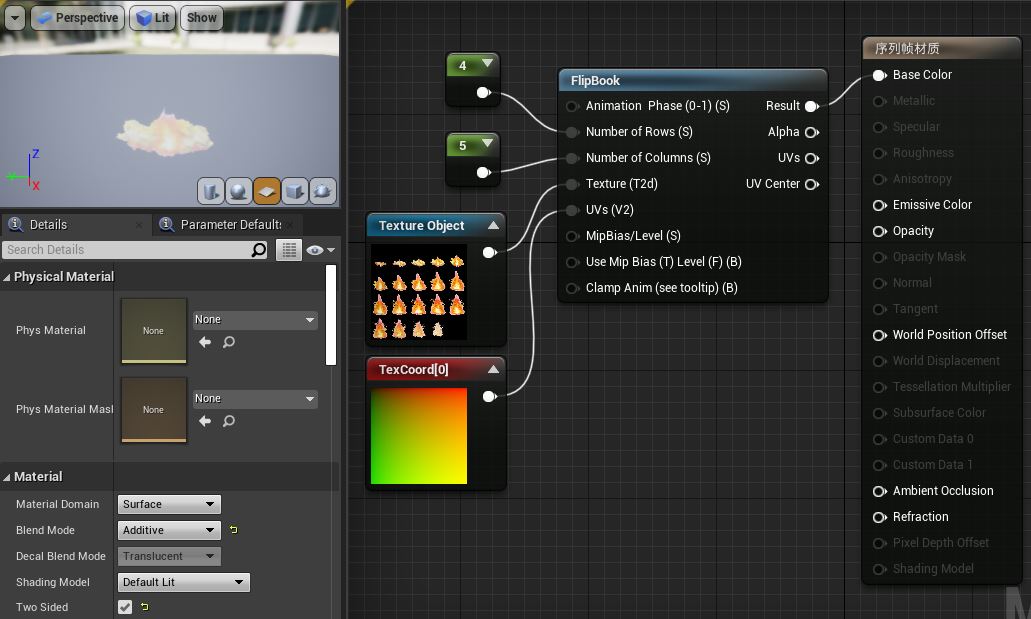 Perspective
Lit
Show
Z
Y
X
Details
Parameter Default:
Search Details
Physical Material
Phys Material
None
None
Phys Material Mask
None
None
Material
Material Domain
Surface
Blend Mode
Additive
Decal Blend Mode
Translucent
Shading Model
Default Lit
Two Sided
4
5
Texture Object
TexCoord[0]
FlipBook
Animation Phase (0-1) (S)
Result
Number of Rows (S)
Alpha
Number of Columns (S)
UVs
Texture (T2d)
UV Center
UVs (V2)
MipBias/Level (S)
Use Mip Bias (T) Level (F) (B)
Clamp Anim (see tooltip) (B)
序列帧材质
Base Color
Metallic
Specular
Roughness
Anisotropy
Emissive Color
Opacity
Opacity Mask
Normal
Tangent
World Position Offset
World Displacement
Tessellation Multiplier
Subsurface Color
Custom Data 0
Custom Data 1
Ambient Occlusion
Refraction
Pixel Depth Offset
Shading Model
M